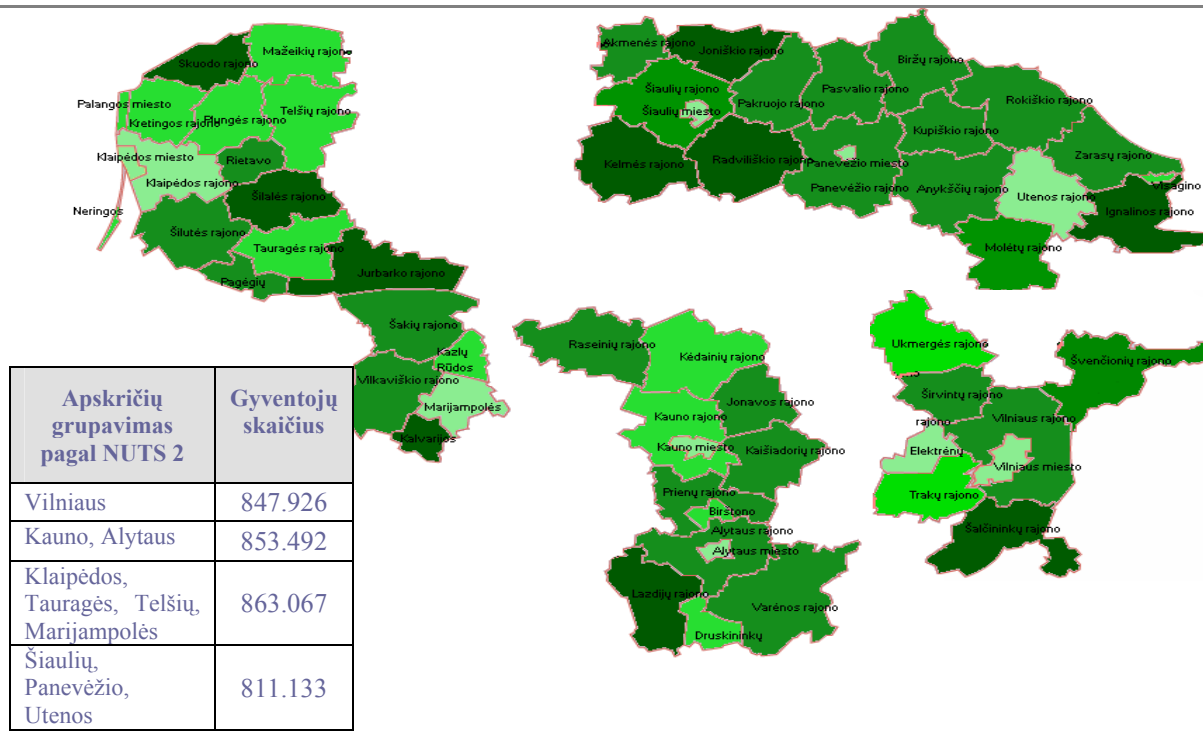 Mažeikių rajono
Skuodo rajono
Palangos miesto
Kretingos rajono
Plungės rajono
Telšių rajono
Klaipėdos miesto
Rietavo
Klaipėdos rajono
Šilalės rajono
Neringos
Šilutės rajono
Tauragės rajono
Pagėgių
Jurbarko rajono
Šakių rajono
Kazlų
Rūdos
Vilkaviškio rajono
Marijampolės
Kalvarijos
Akmenės rajono
Joniškio rajono
Biržų rajono
Šiaulių rajono
Pasvalio rajono
Šiaulių miesto
Pakruojo rajono
Rokiškio rajono
Kupiškio rajono
Kelmės rajono
Radviliškio rajono
Panevėžio miesto
Zarasų rajono
Panevėžio rajono
Anykščių rajono
Utenos rajono
Visagino
Ignalinos rajono
Molėtų rajono
Raseinių rajono
Kėdainių rajono
Jonavos rajono
Kauno rajono
Kauno miesto
Kaišiadorių rajono
Prienų rajono
Birštono
Alytaus rajono
Alytaus miesto
Lazdijų rajono
Varėnos rajono
Druskininkų
Ukmergės rajono
Švenčionių rajono
Širvintų rajono
rajono
Vilniaus rajono
Elektrėnų
Vilniaus miesto
Trakų rajono
Šalčininkų rajono
Apskričių grupavimas pagal NUTS 2
Gyventojų skaičius
Vilniaus 847.926
Kauno, Alytaus 853.492
Klaipėdos,
Tauragės, Telšių, 863.067
Marijampolės
Šiaulių,
Panevėžio, 811.133
Utenos